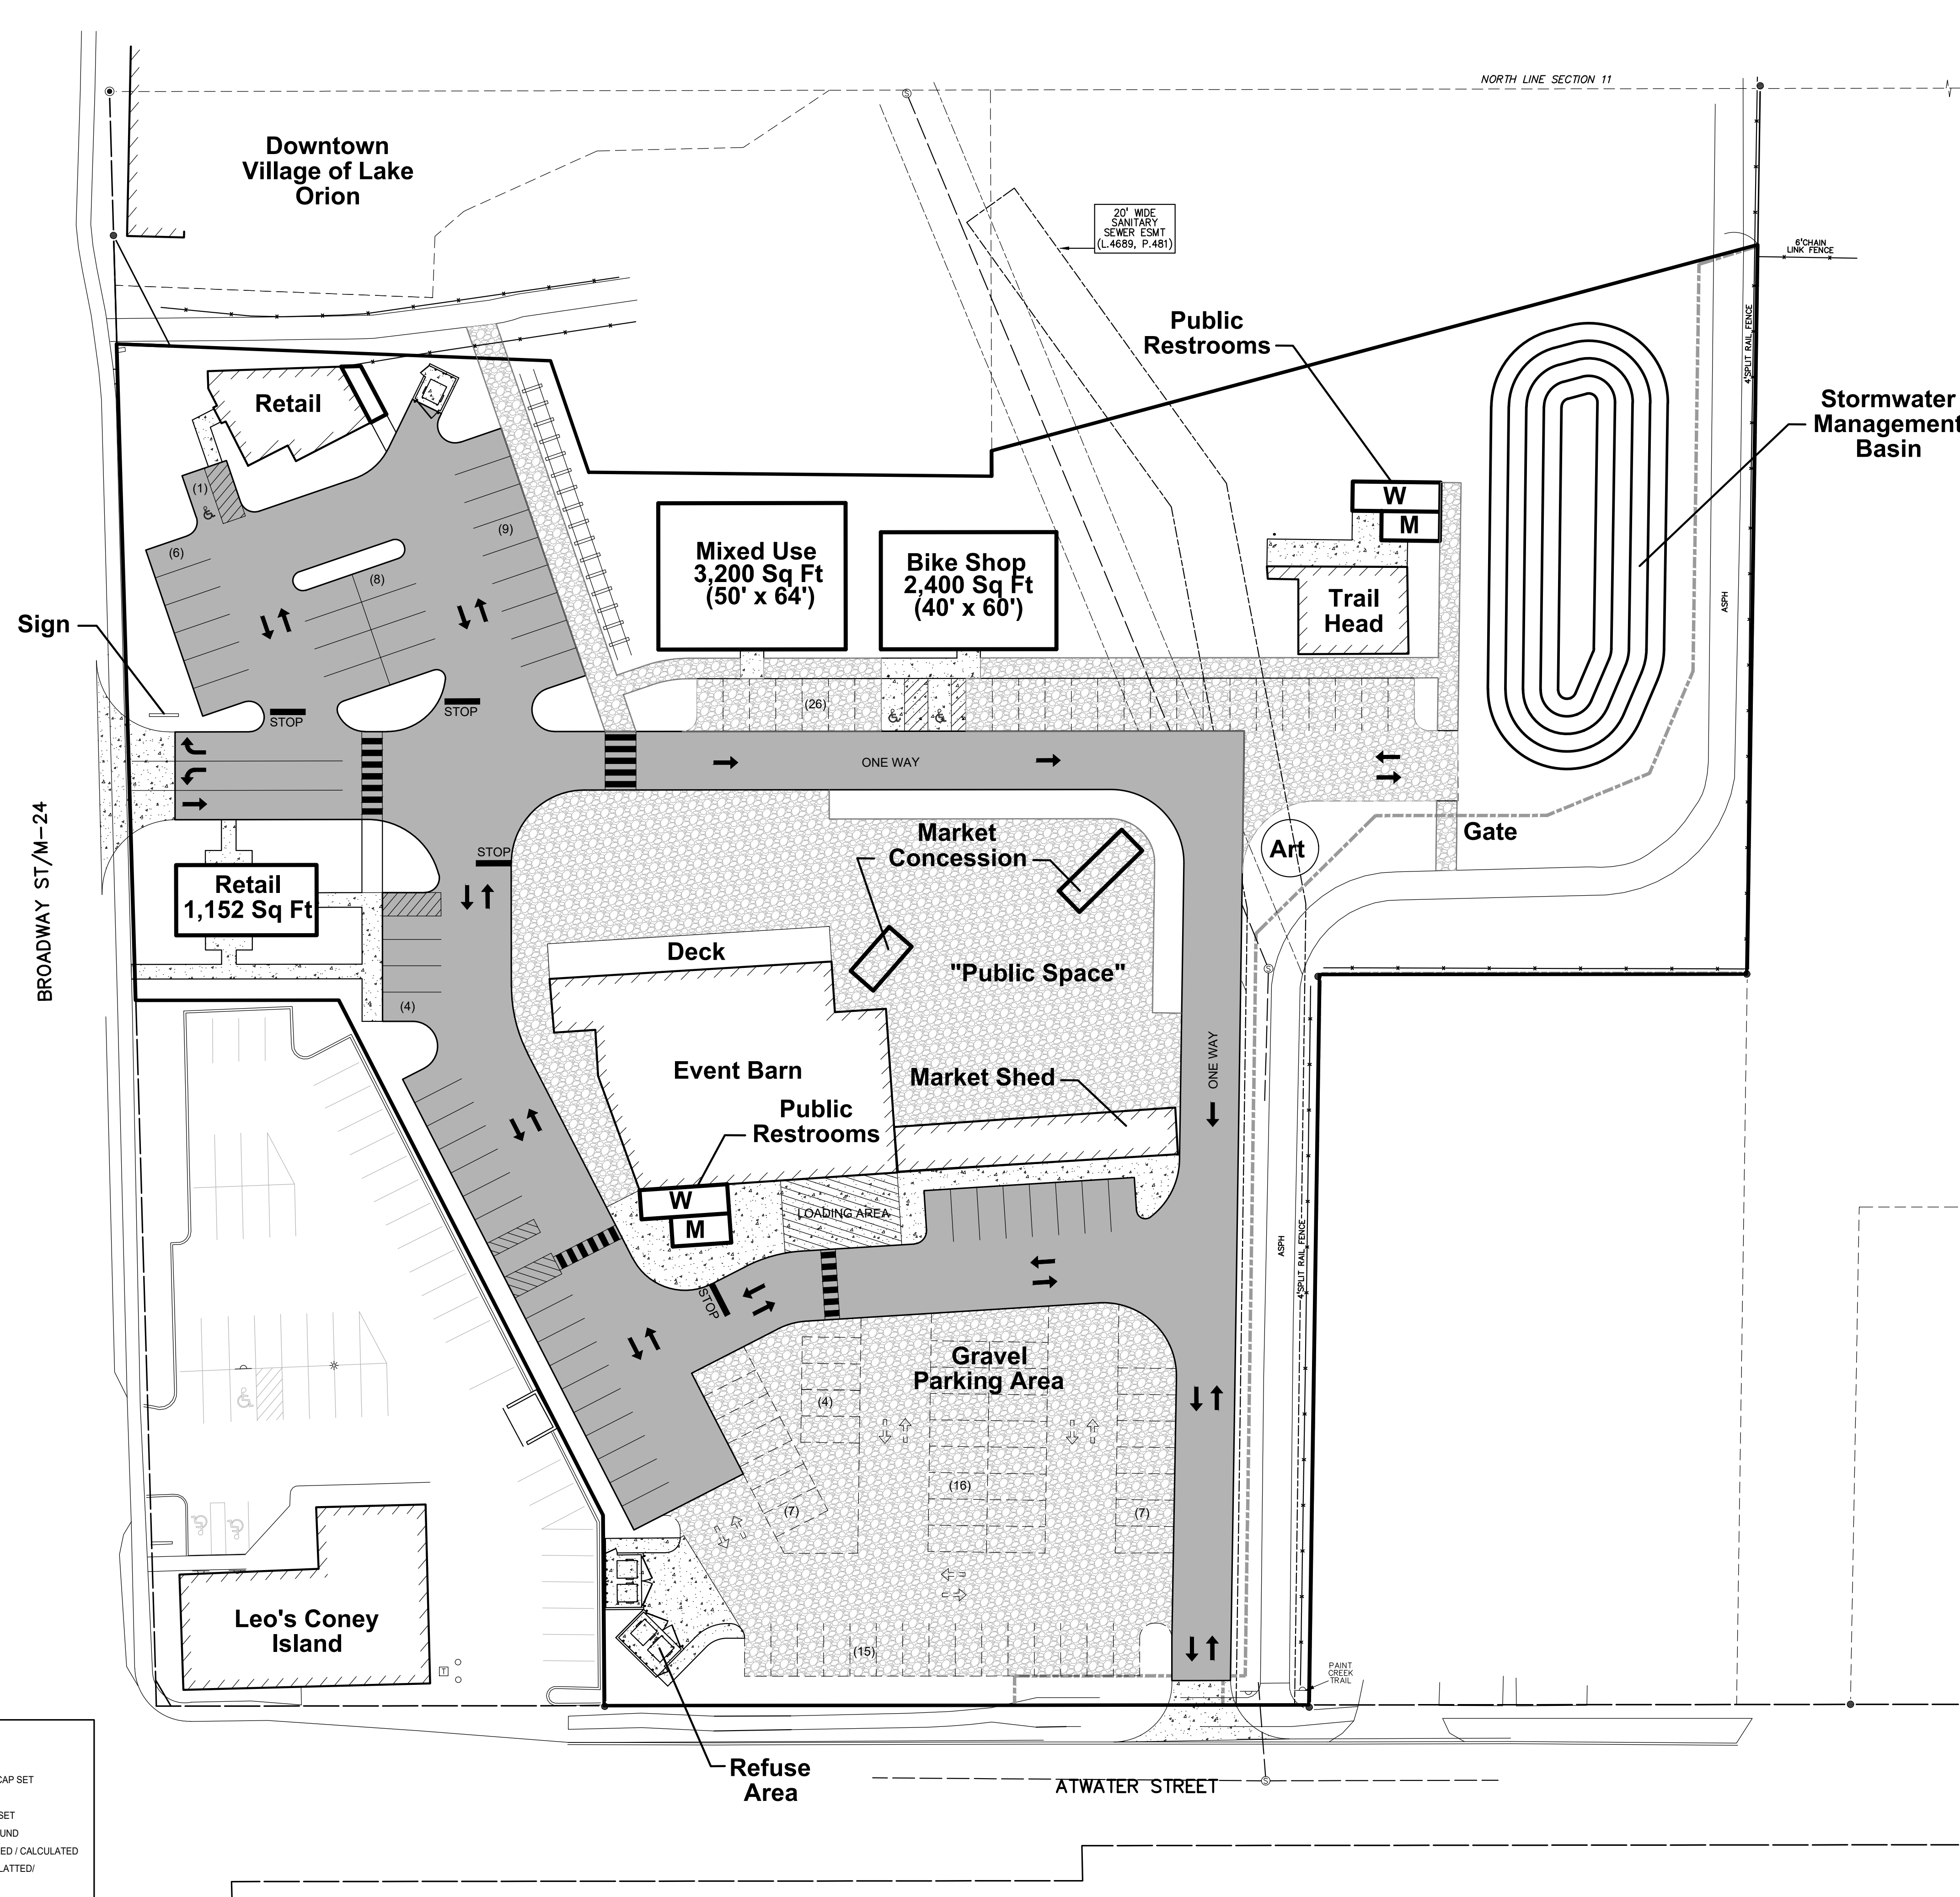 NORTH LINE SECTION 11
Downtown
Village of Lake
Orion
20' WIDE
SANITARY
SEWER ESMT
(L.4689, P.481)
6'CHAIN
LINK FENCE
Public
Restrooms
4'SPLIT RAIL FENCE
Stormwater
Management
Basin
Retail
W
M
(1)
(6)
(9)
(8)
Mixed Use
3,200 Sq Ft
(50' x 64')
Bike Shop
2,400 Sq Ft
(40' x 60')
Trail
Head
ASPH
Sign
STOP
STOP
(26)
ONE WAY
BROADWAY ST/M-24
Market
Concession
Art
Gate
STOP
Retail
1,152 Sq Ft
Deck
"Public Space"
(4)
ONE WAY
Event Barn
Market Shed
Public
Restrooms
W
M
LOADING AREA
STOP
ASPH
4'SPLIT RAIL FENCE
Gravel
Parking Area
(4)
(16)
(7)
(7)
Leo's Coney
Island
(15)
T
PAINT
CREEK
TRAIL
Refuse
Area
ATWATER STREET
S
S
S
CAP SET
SET
UND
ED / CALCULATED
LATTED/